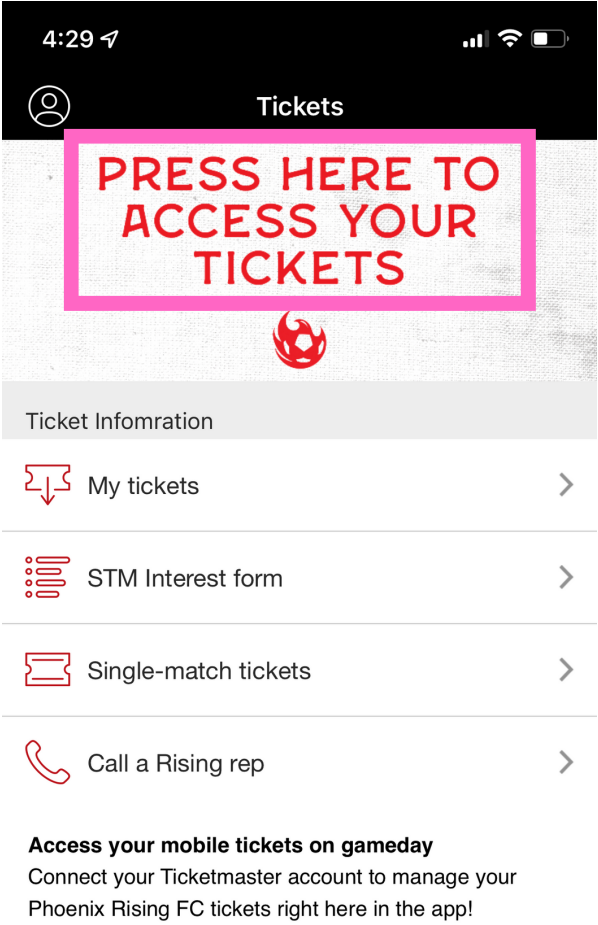 4:29
Tickets
PRESS HERE TO
ACCESS YOUR
TICKETS
Ticket Infomration
My tickets
STM Interest form
Single-match tickets
Call a Rising rep
Access your mobile tickets on gameday
Connect your Ticketmaster account to manage your
Phoenix Rising FC tickets right here in the app!